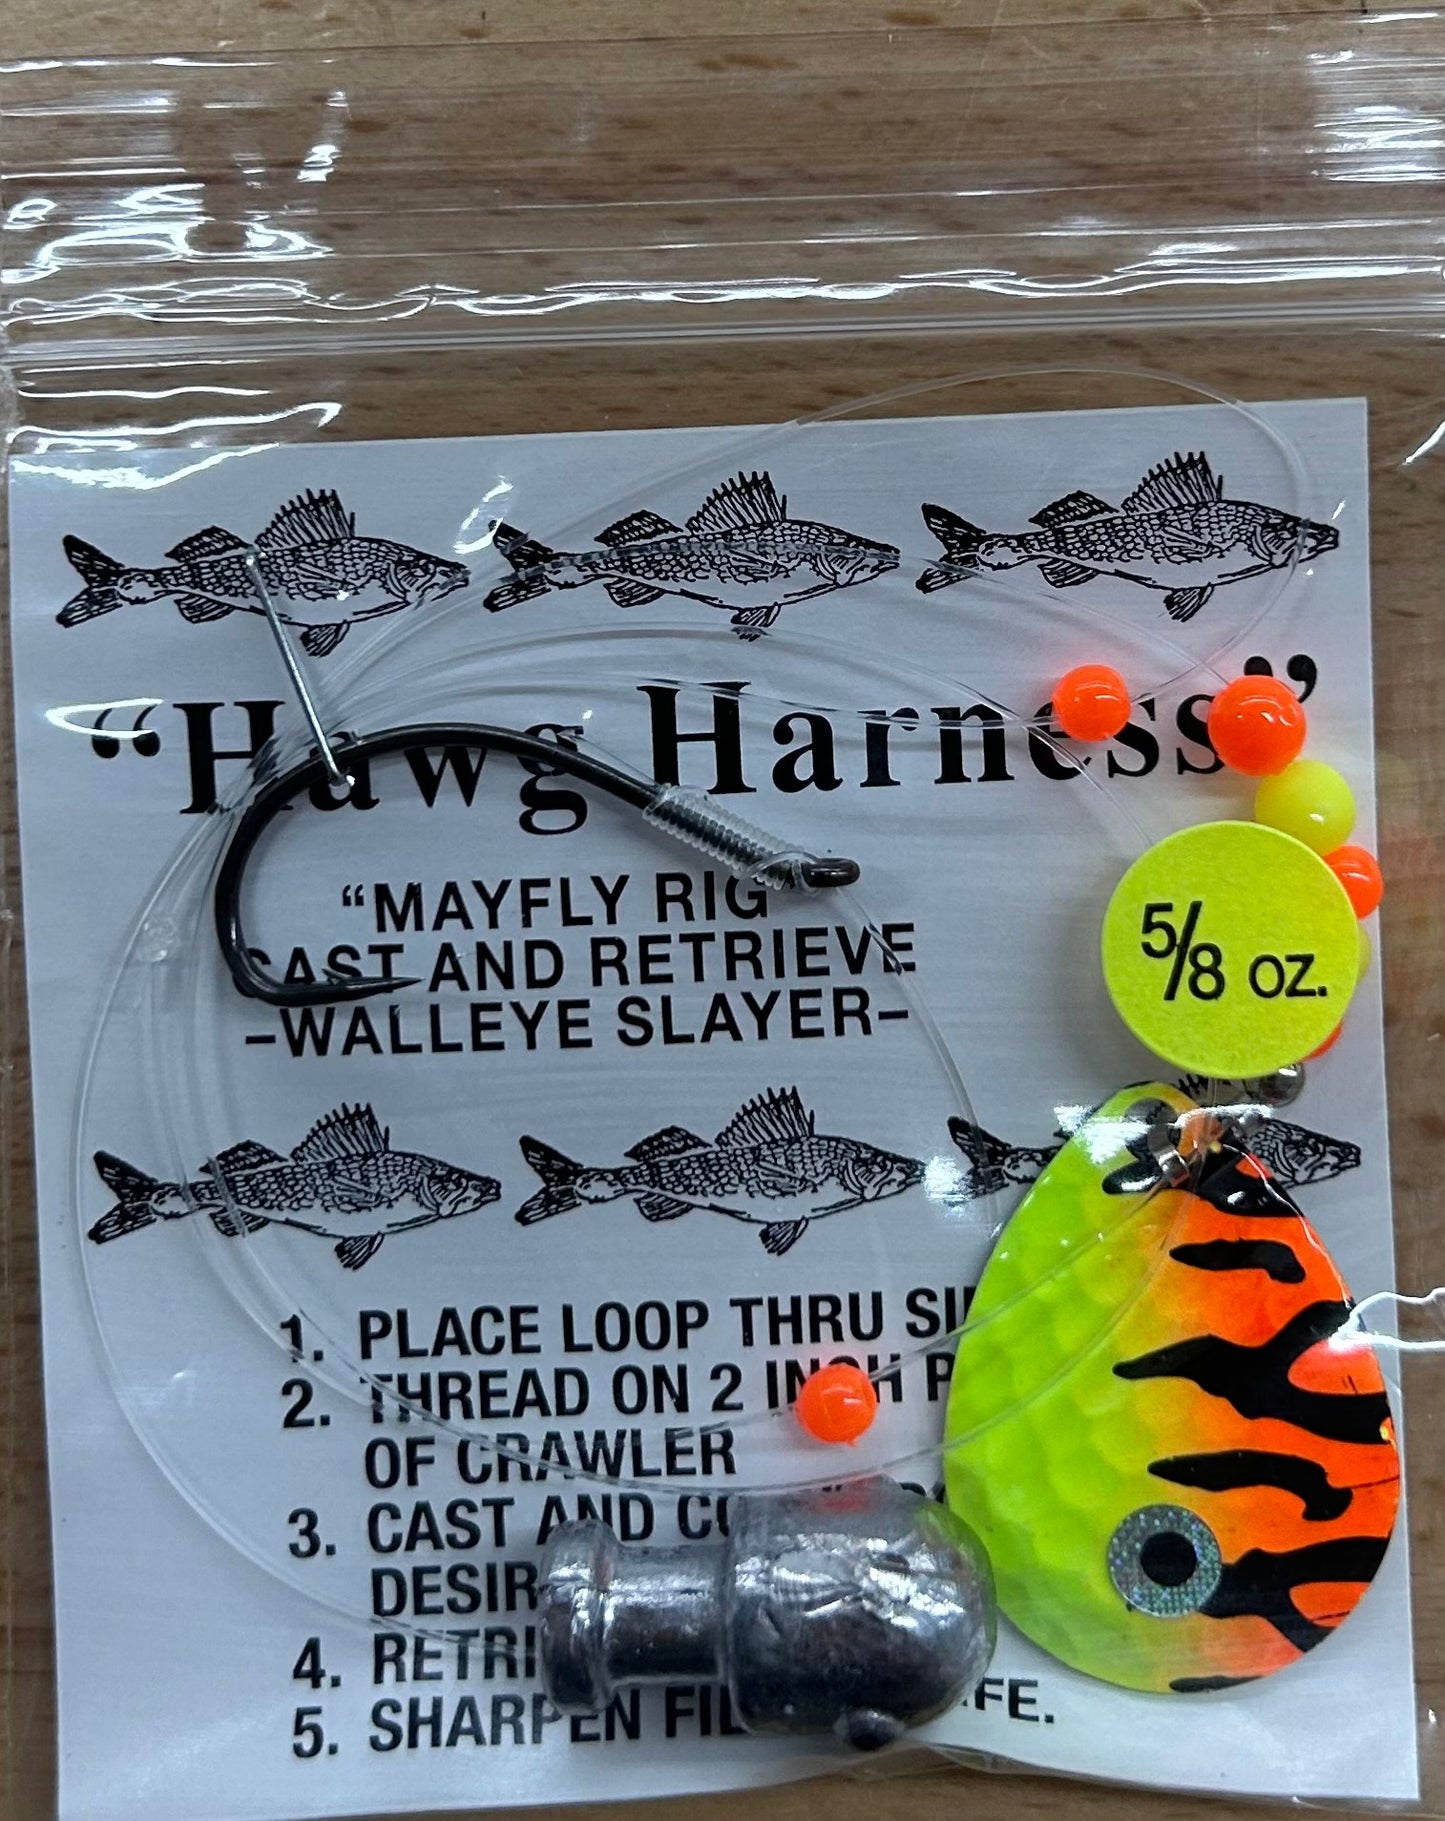 “Hawg Harness”
“MAYFLY RIG
CAST AND RETRIEVE
–WALLEYE SLAYER–
5/8 OZ.
1. PLACE LOOP THRU
2. THREAD ON 2 INCH
OF CRAWLER
3. CAST AND
4.
5. SHARPEN